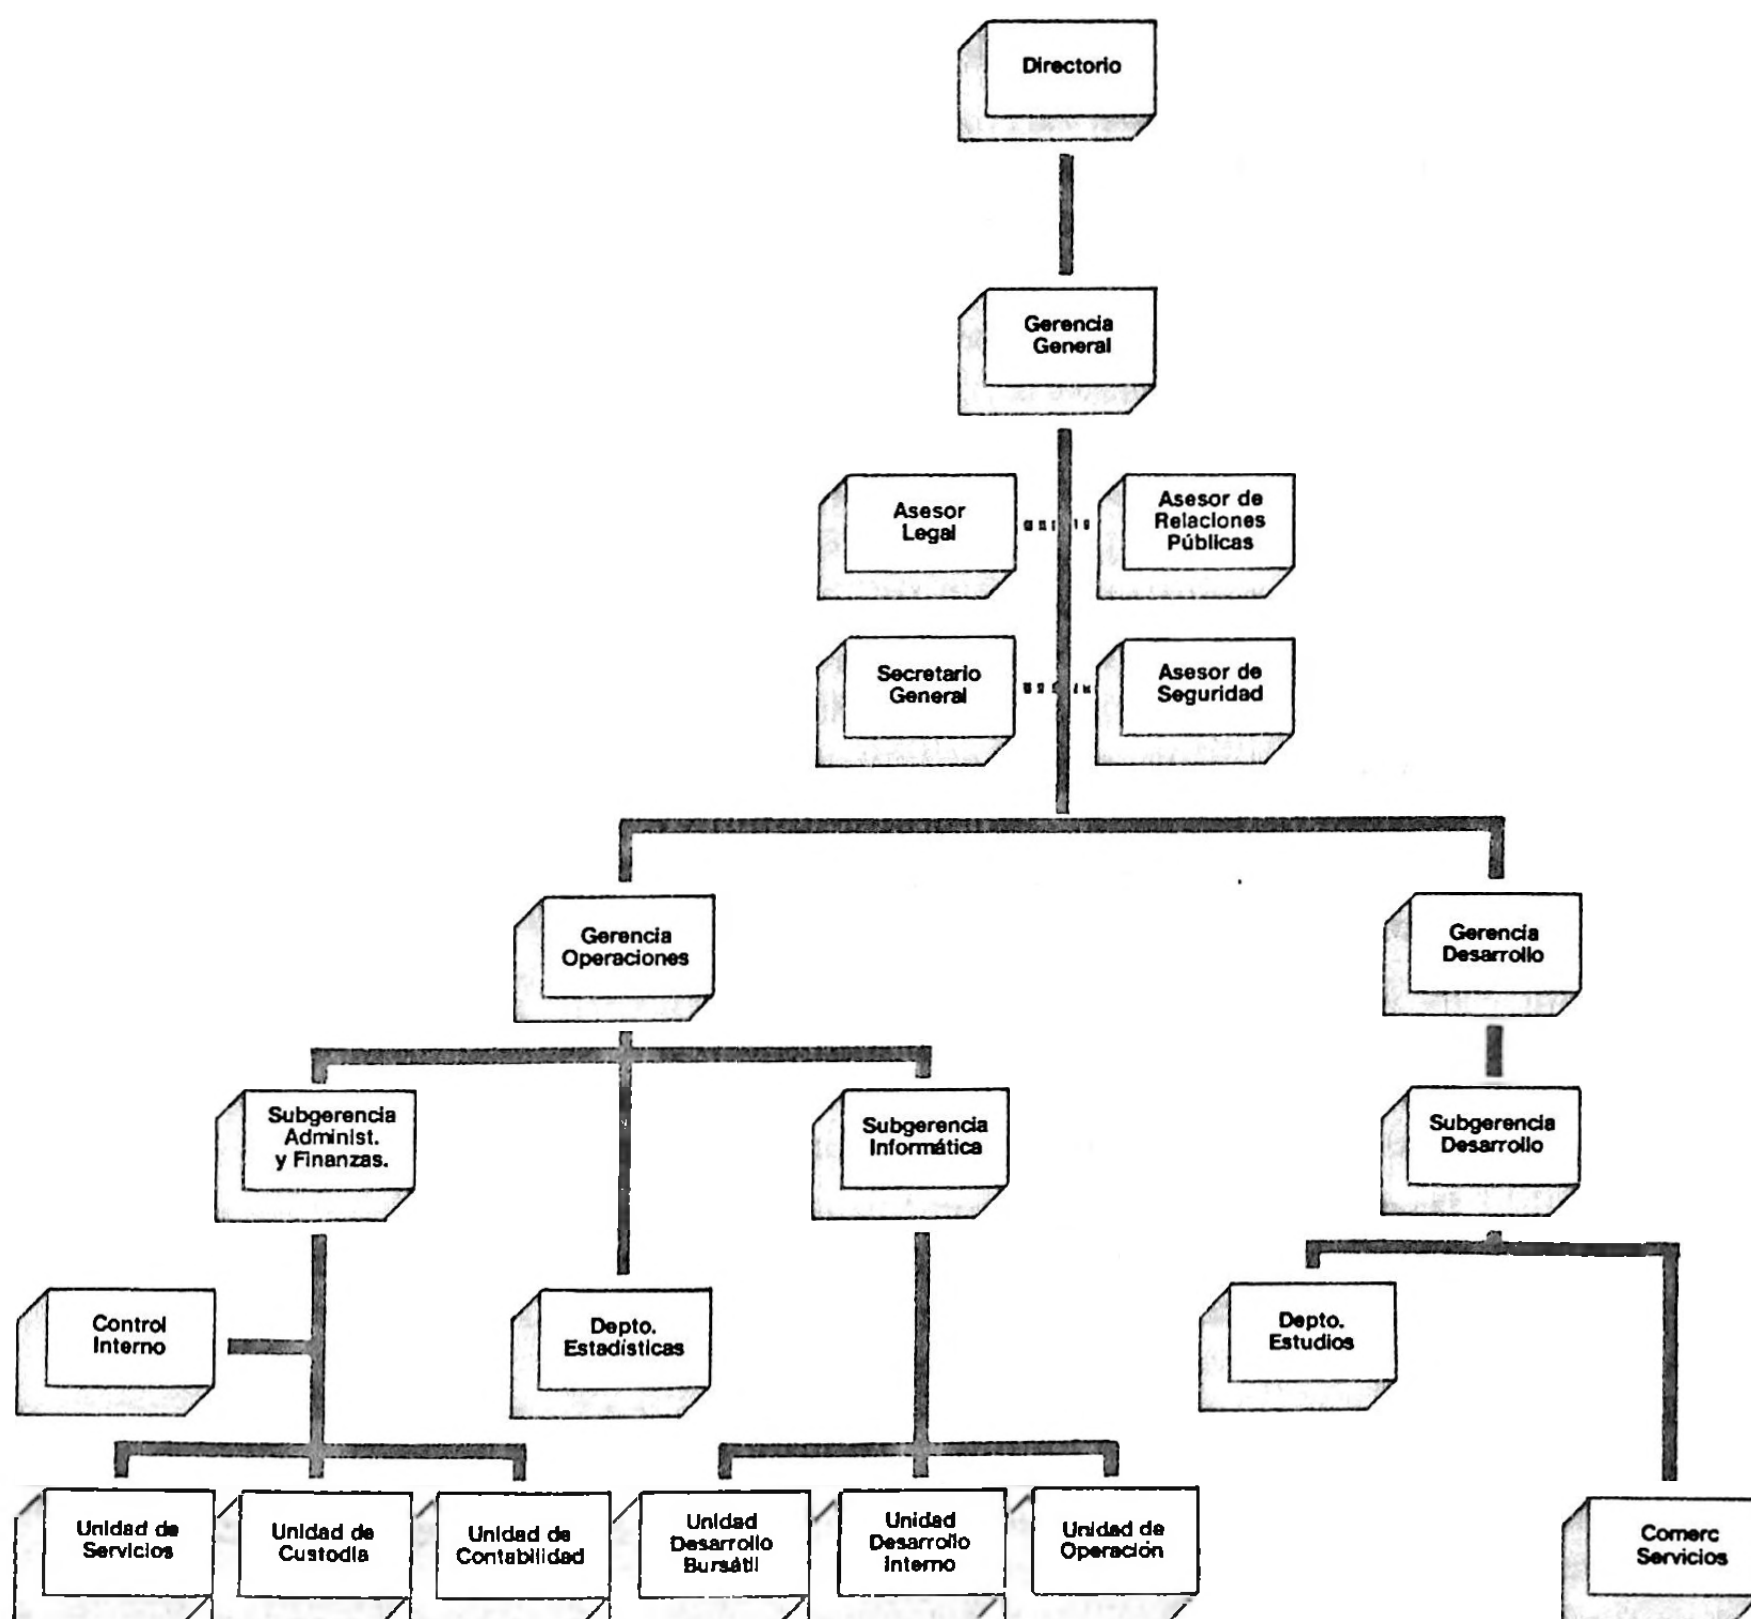 Directorio
Gerencia
General
Asesor
Legal
Asesor de
Relaciones
Públicas
Secretario
General
Asesor de
Seguridad
Gerencia
Operaciones
Gerencia
Desarrollo
Subgerencia
Administ.
y Finanzas.
Subgerencia
Informática
Subgerencia
Desarrollo
Control
Interno
Depto.
Estadísticas
Depto.
Estudios
Unidad de
Servicios
Unidad de
Custodia
Unidad de
Contabilidad
Unidad
Desarrollo
Bursátil
Unidad
Desarrollo
Interno
Unidad de
Operación
Comerc
Servicios